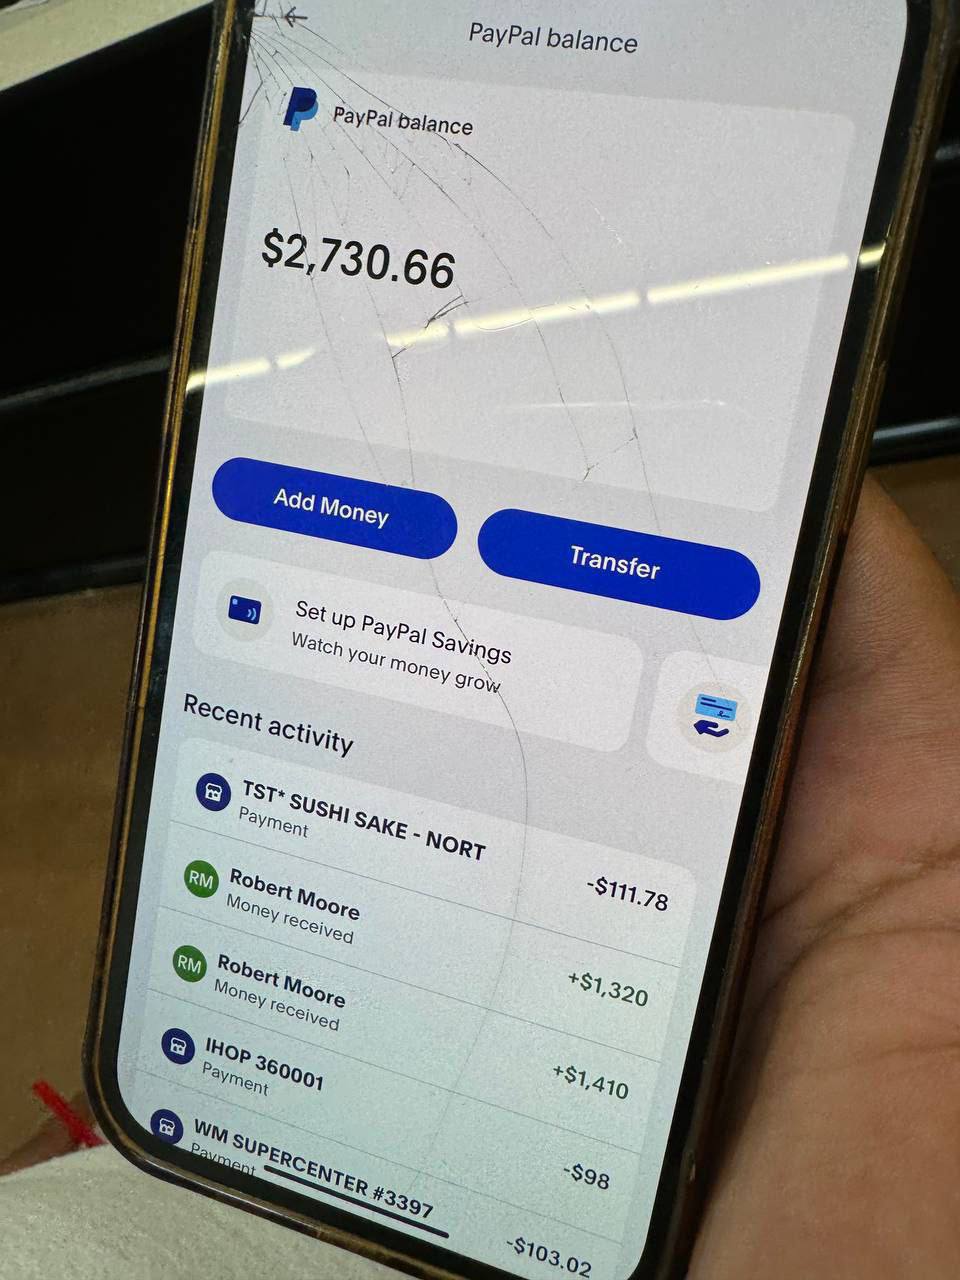 PayPal balance
PayPal balance
$2,730.66
Add Money
Transfer
Set up PayPal Savings
Watch your money grow
Recent activity
TST* SUSHI SAKE - NORT
Payment
-$111.78
RM
Robert Moore
Money received
+$1,320
RM
Robert Moore
Money received
+$1,410
IHOP 360001
Payment
-$98
WM SUPERCENTER #3397
Payment
-$103.02